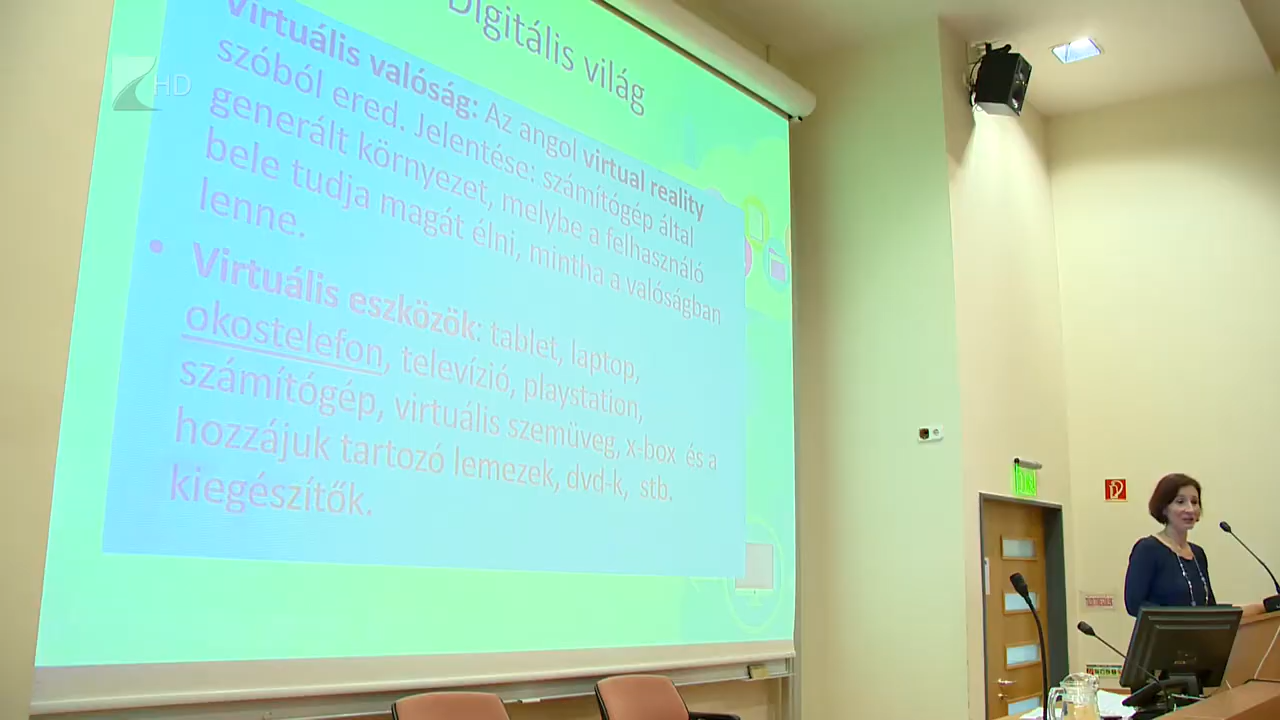 Digitális világ
Virtuális valóság: Az angol virtual reality
szóból ered. Jelentése: számítógép által
generált környezet, melybe a felhasználó
bele tudja magát élni, mintha a valóságban
lenne.
• Virtuális eszközök: tablet, laptop,
okostelefon, televízió, playstation,
számítógép, virtuális szemüveg, x-box és a
hozzájuk tartozó lemezek, dvd-k, stb.
kiegészítők.
HD